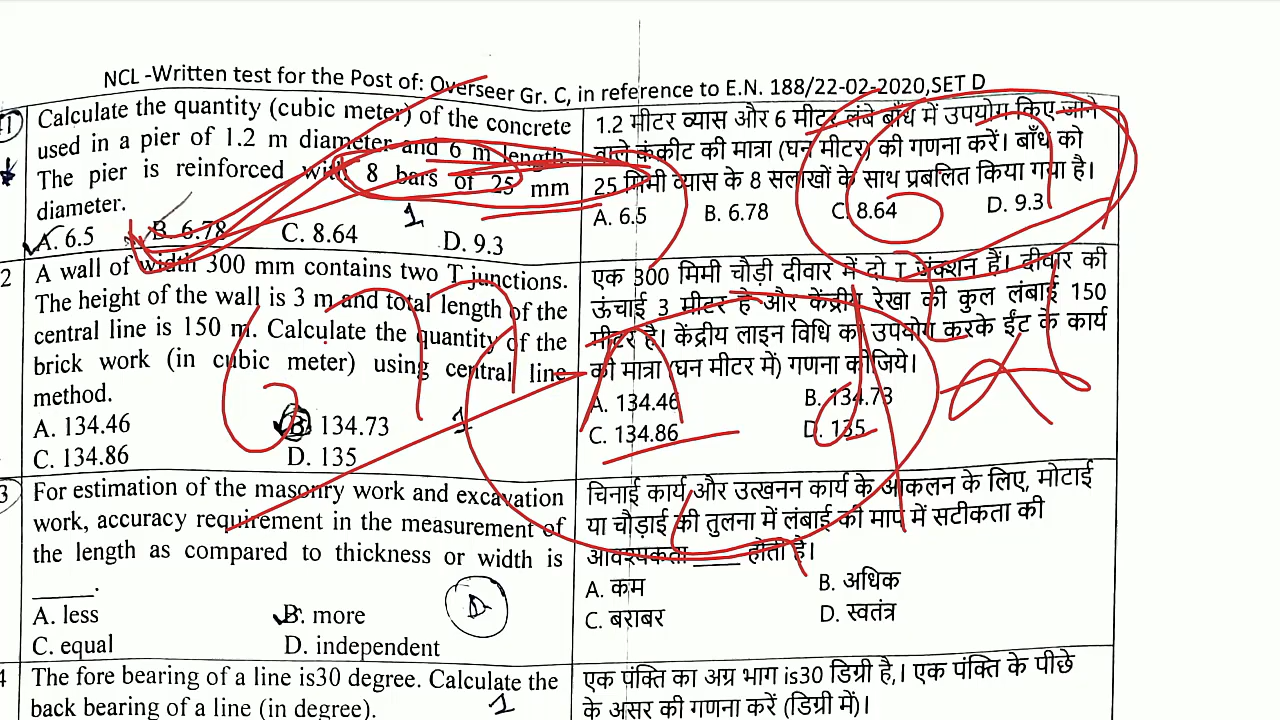 NCL -Written test for the Post of: Overseer Gr. C, in reference to E.N. 188/22-02-2020,SET D
Calculate the quantity (cubic meter) of the concrete
used in a pier of 1.2 m diameter and 6 m length.
The pier is reinforced with 8 bars of 25 mm
diameter.
A. 6.5 B. 6.78 C. 8.64 D. 9.3
1
1.2 मीटर व्यास और 6 मीटर लंबे बाँध में उपयोग किए जाने
वाले कंक्रीट की मात्रा (घन मीटर) की गणना करें। बाँध को
25 मिमी व्यास के 8 सलाखों के साथ प्रबलित किया गया है।
A. 6.5 B. 6.78 C. 8.64 D. 9.3
2
A wall of width 300 mm contains two T junctions.
The height of the wall is 3 m and total length of the
central line is 150 m. Calculate the quantity of the
brick work (in cubic meter) using central line
method.
A. 134.46 B. 134.73
C. 134.86 D. 135
1
एक 300 मिमी चौड़ी दीवार में दो T जंक्शन हैं। दीवार की
ऊंचाई 3 मीटर है और केंद्रीय रेखा की कुल लंबाई 150
मीटर है। केंद्रीय लाइन विधि का उपयोग करके ईंट के कार्य
की मात्रा (घन मीटर में) गणना कीजिये।
A. 134.46 B. 134.73
C. 134.86 D. 135
3
For estimation of the masonry work and excavation
work, accuracy requirement in the measurement of
the length as compared to thickness or width is
_____.
A. less B. more
C. equal D. independent
D
चिनाई कार्य और उत्खनन कार्य के आकलन के लिए, मोटाई
या चौड़ाई की तुलना में लंबाई की माप में सटीकता की
आवश्यकता ____ होती है।
A. कम B. अधिक
C. बराबर D. स्वतंत्र
4
The fore bearing of a line is30 degree. Calculate the
back bearing of a line (in degree).
1
एक पंक्ति का अग्र भाग is30 डिग्री है,। एक पंक्ति के पीछे
के असर की गणना करें (डिग्री में)।